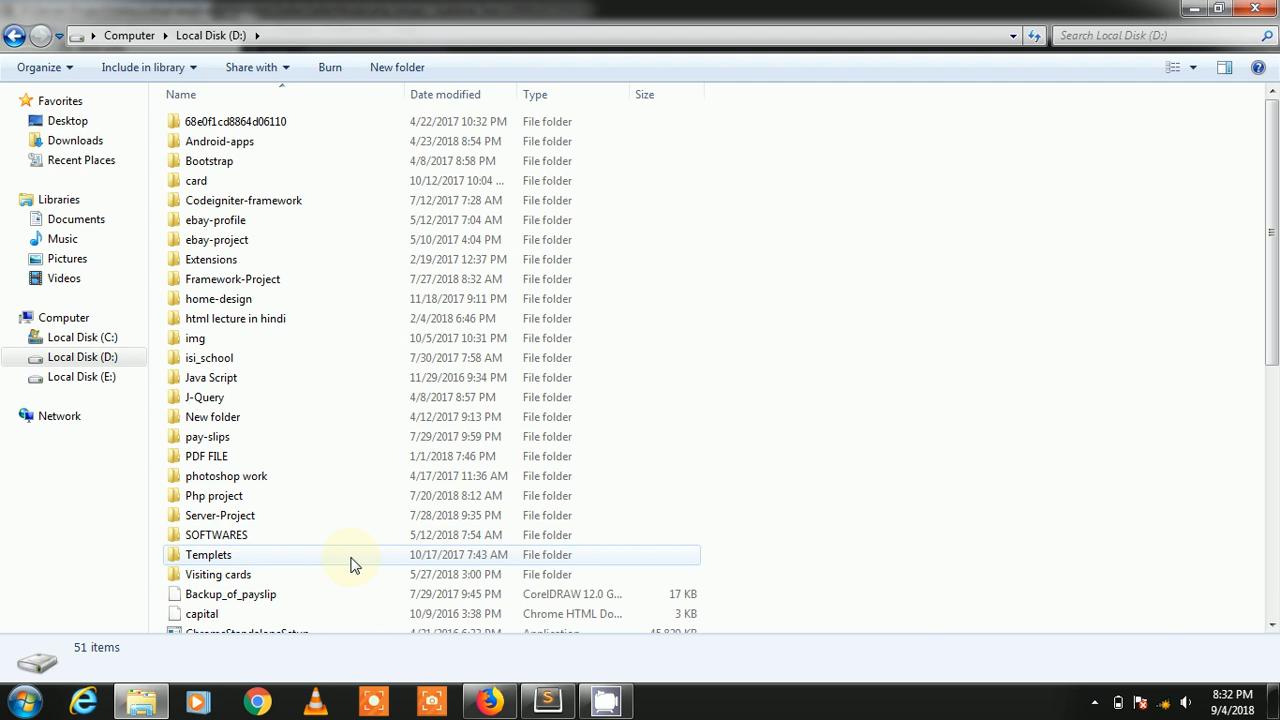 Computer Local Disk (D:)
Search Local Disk (D:)
Organize Include in library Share with Burn New folder
Name Date modified Type Size
Favorites
Desktop
Downloads
Recent Places
Libraries
Documents
Music
Pictures
Videos
Computer
Local Disk (C:)
Local Disk (D:)
Local Disk (E:)
Network
68e0f1cd8864d06110 4/22/2017 10:32 PM File folder
Android-apps 4/23/2018 8:54 PM File folder
Bootstrap 4/8/2017 8:58 PM File folder
card 10/12/2017 10:04 ... File folder
Codeigniter-framework 7/12/2017 7:28 AM File folder
ebay-profile 5/12/2017 7:04 AM File folder
ebay-project 5/10/2017 4:04 PM File folder
Extensions 2/19/2017 12:37 PM File folder
Framework-Project 7/27/2018 8:32 AM File folder
home-design 11/18/2017 9:11 PM File folder
html lecture in hindi 2/4/2018 6:46 PM File folder
img 10/5/2017 10:31 PM File folder
isi_school 7/30/2017 7:58 AM File folder
Java Script 11/29/2016 9:34 PM File folder
J-Query 4/8/2017 8:57 PM File folder
New folder 4/12/2017 9:13 PM File folder
pay-slips 7/29/2017 9:59 PM File folder
PDF FILE 1/1/2018 7:46 PM File folder
photoshop work 4/17/2017 11:36 AM File folder
Php project 7/20/2018 8:12 AM File folder
Server-Project 7/28/2018 9:35 PM File folder
SOFTWARES 5/12/2018 7:54 AM File folder
Templets 10/17/2017 7:43 AM File folder
Visiting cards 5/27/2018 3:00 PM File folder
Backup_of_payslip 7/29/2017 9:45 PM CorelDRAW 12.0 G... 17 KB
capital 10/9/2016 3:38 PM Chrome HTML Do... 3 KB
51 items
8:32 PM
9/4/2018